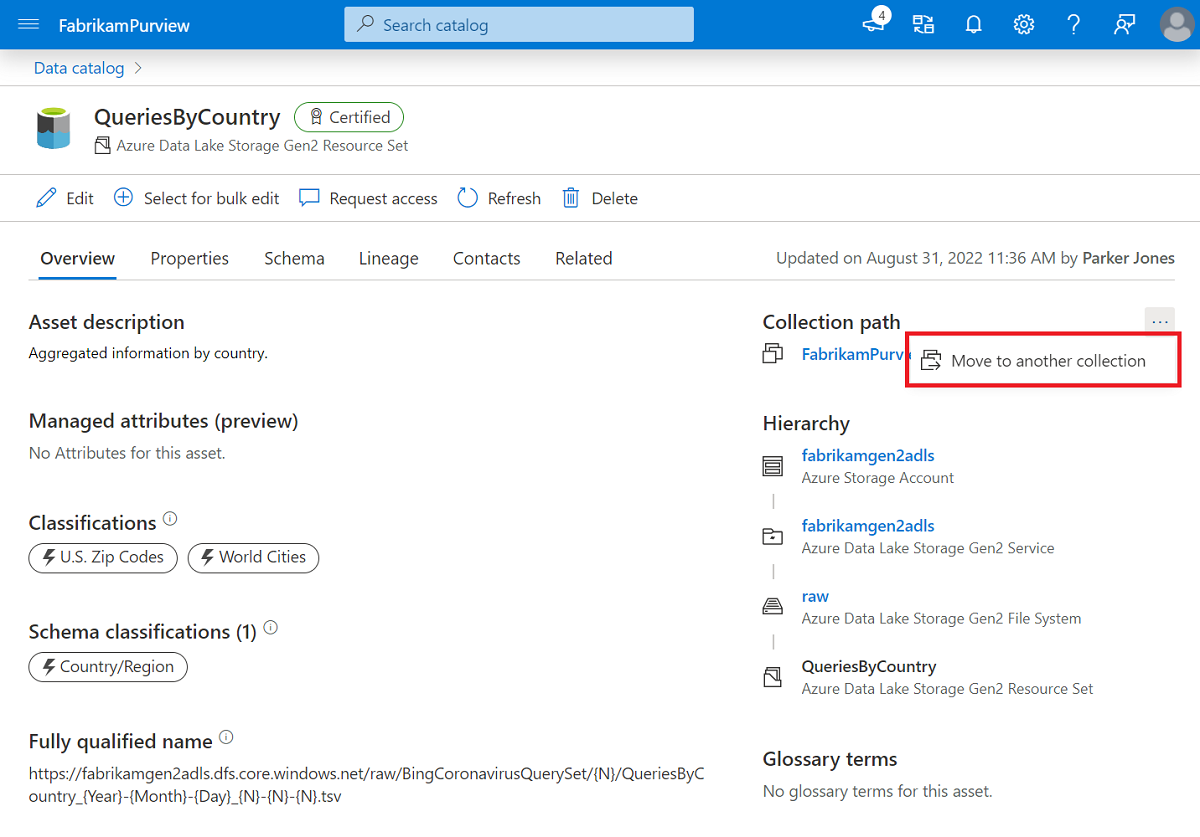 FabrikamPurview
Search catalog
4
Data catalog
QueriesByCountry
Certified
Azure Data Lake Storage Gen2 Resource Set
Edit
Select for bulk edit
Request access
Refresh
Delete
Overview
Properties
Schema
Lineage
Contacts
Related
Updated on August 31, 2022 11:36 AM by Parker Jones
Asset description
Aggregated information by country.
Managed attributes (preview)
No Attributes for this asset.
Classifications
U.S. Zip Codes
World Cities
Schema classifications (1)
Country/Region
Fully qualified name
https://fabrikamgen2adls.dfs.core.windows.net/raw/BingCoronavirusQuerySet/{N}/QueriesByC
ountry_{Year}-{Month}-{Day}_{N}-{N}-{N}.tsv
Collection path
...
FabrikamPurv
Move to another collection
Hierarchy
fabrikamgen2adls
Azure Storage Account
fabrikamgen2adls
Azure Data Lake Storage Gen2 Service
raw
Azure Data Lake Storage Gen2 File System
QueriesByCountry
Azure Data Lake Storage Gen2 Resource Set
Glossary terms
No glossary terms for this asset.